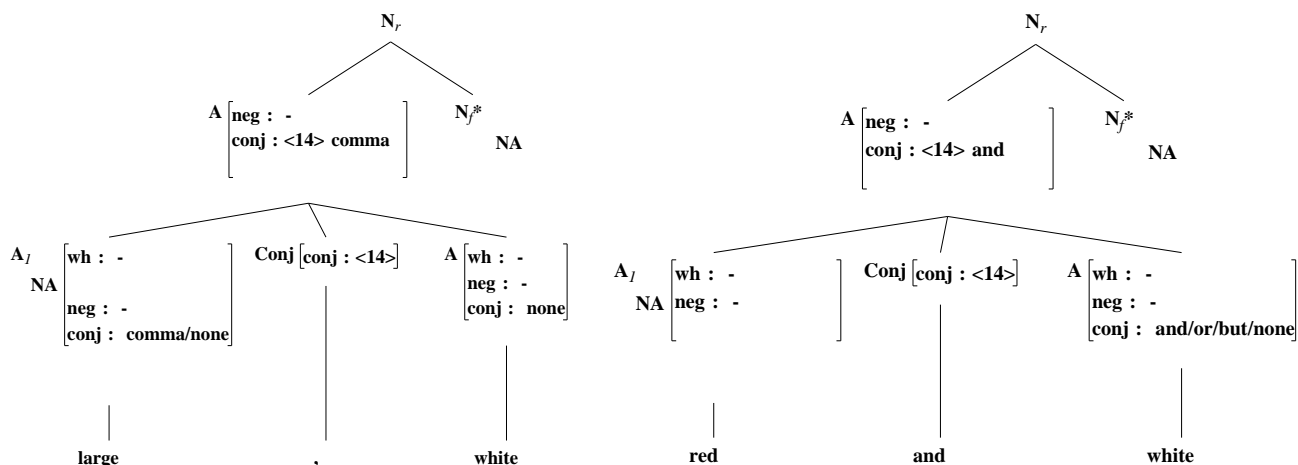 N_r N_r
A [neg : - N_f* A [neg : - N_f*
conj : <14> comma] NA conj : <14> and] NA
A_1 [wh : - Conj [conj : <14>] A [wh : - A_1 [wh : - Conj [conj : <14>] A [wh : -
NA neg : - NA neg : - neg : -
neg : - conj : none] conj : and/or/but/none]
conj : comma/none]
large , white red and white